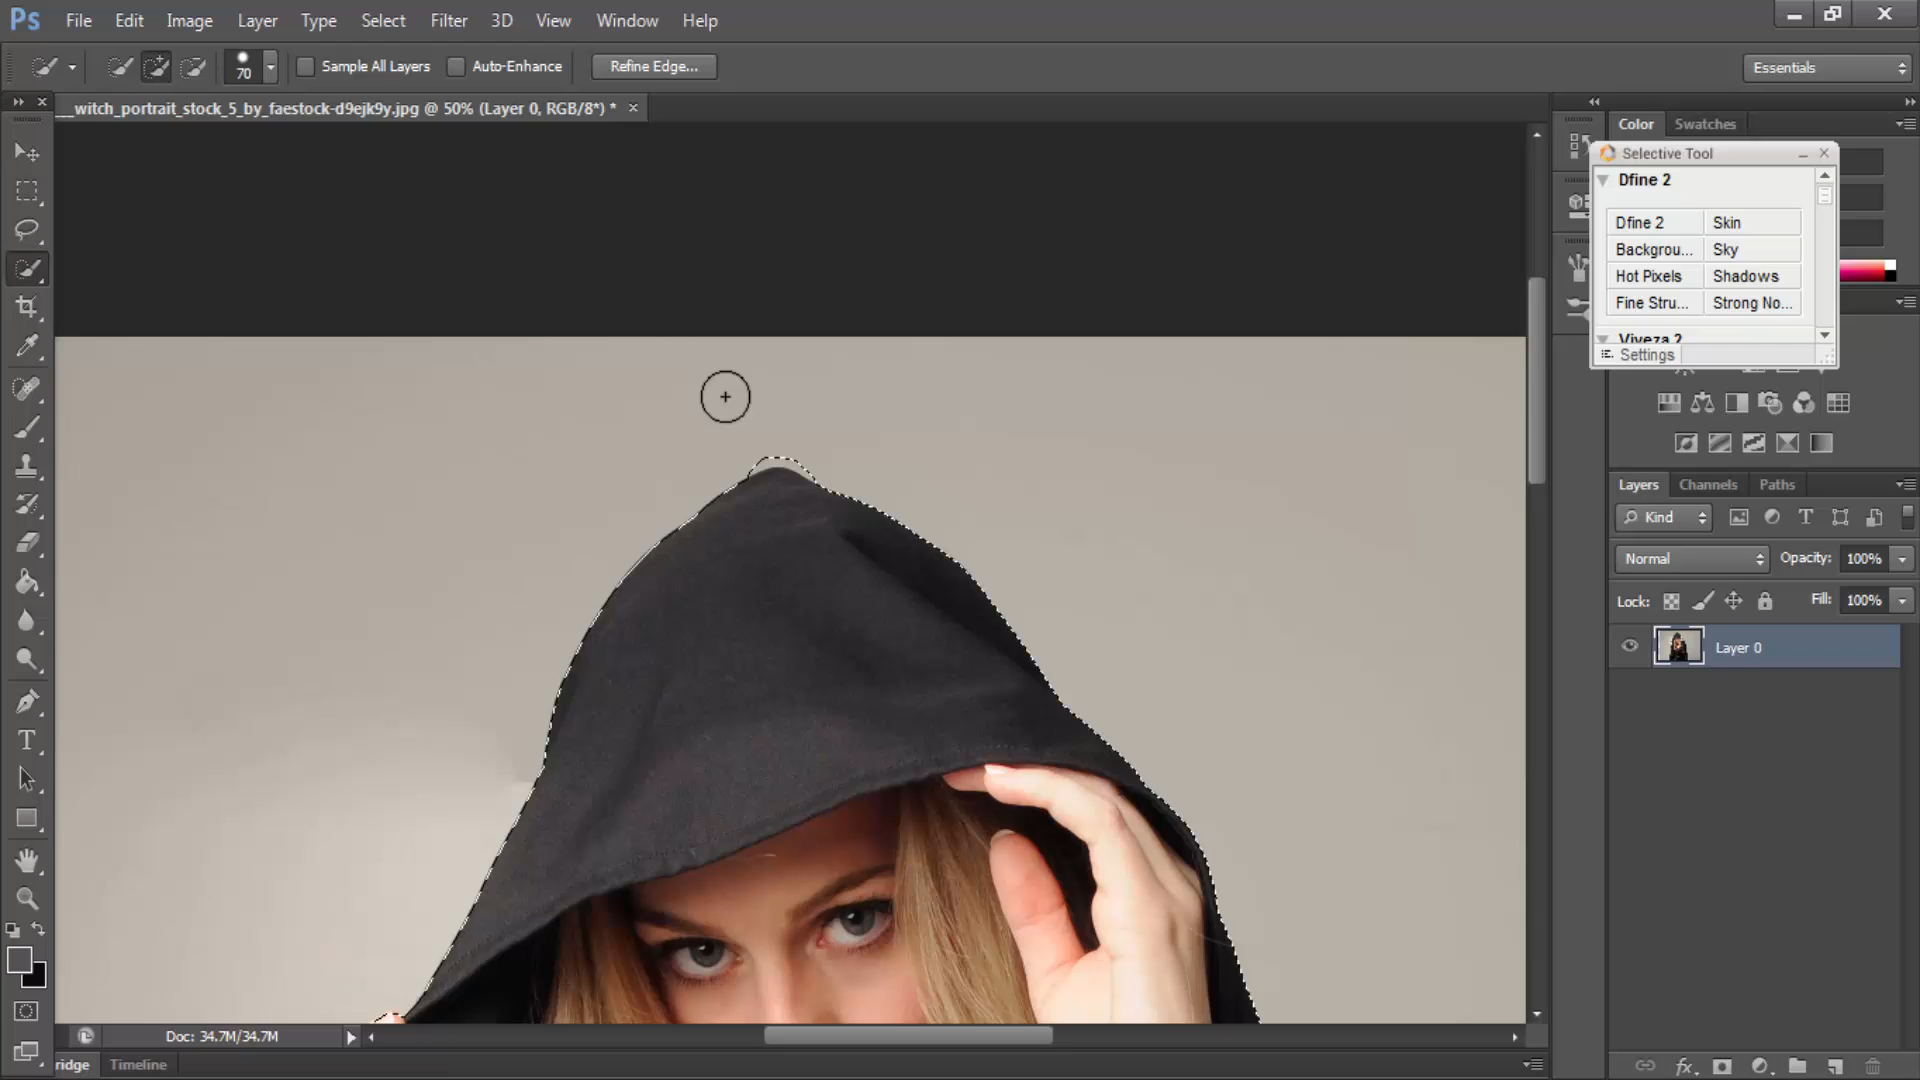 Ps File Edit Image Layer Type Select Filter 3D View Window Help
70 Sample All Layers Auto-Enhance Refine Edge... Essentials
__witch_portrait_stock_5_by_faestock-d9ejk9y.jpg @ 50% (Layer 0, RGB/8*) * ×
Color Swatches
Selective Tool
Dfine 2
Dfine 2 Skin
Backgrou... Sky
Hot Pixels Shadows
Fine Stru... Strong No...
Viveza 2
Settings
Layers Channels Paths
Kind
Normal Opacity: 100%
Lock: Fill: 100%
Layer 0
Doc: 34.7M/34.7M
ridge Timeline